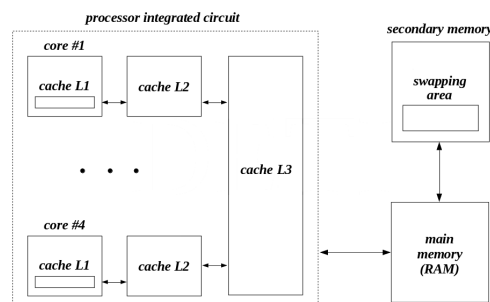 processor integrated circuit
secondary memory
core #1
cache L1
cache L2
swapping
area
• • •
cache L3
core #4
cache L1
cache L2
main
memory
(RAM)